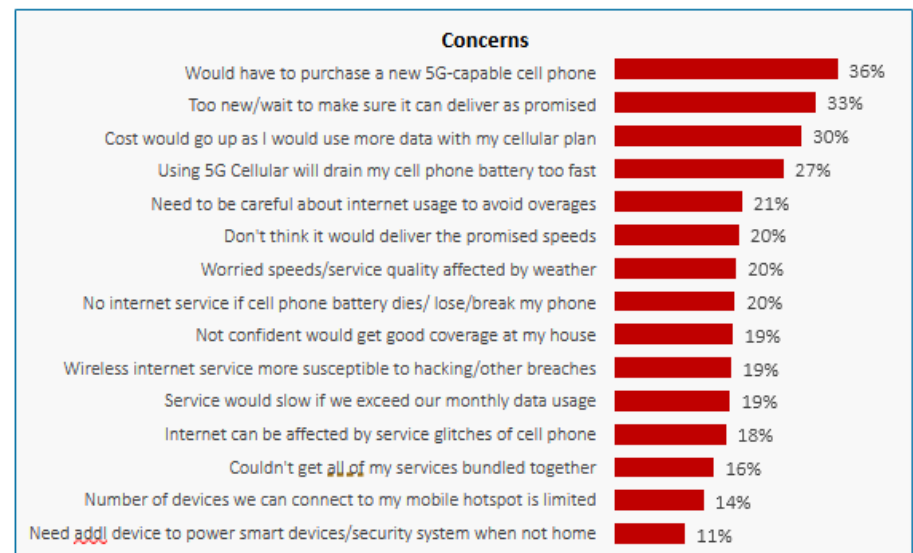 Concerns
Would have to purchase a new 5G-capable cell phone 36%
Too new/wait to make sure it can deliver as promised 33%
Cost would go up as I would use more data with my cellular plan 30%
Using 5G Cellular will drain my cell phone battery too fast 27%
Need to be careful about internet usage to avoid overages 21%
Don't think it would deliver the promised speeds 20%
Worried speeds/service quality affected by weather 20%
No internet service if cell phone battery dies/ lose/break my phone 20%
Not confident would get good coverage at my house 19%
Wireless internet service more susceptible to hacking/other breaches 19%
Service would slow if we exceed our monthly data usage 19%
Internet can be affected by service glitches of cell phone 18%
Couldn't get all of my services bundled together 16%
Number of devices we can connect to my mobile hotspot is limited 14%
Need addl device to power smart devices/security system when not home 11%